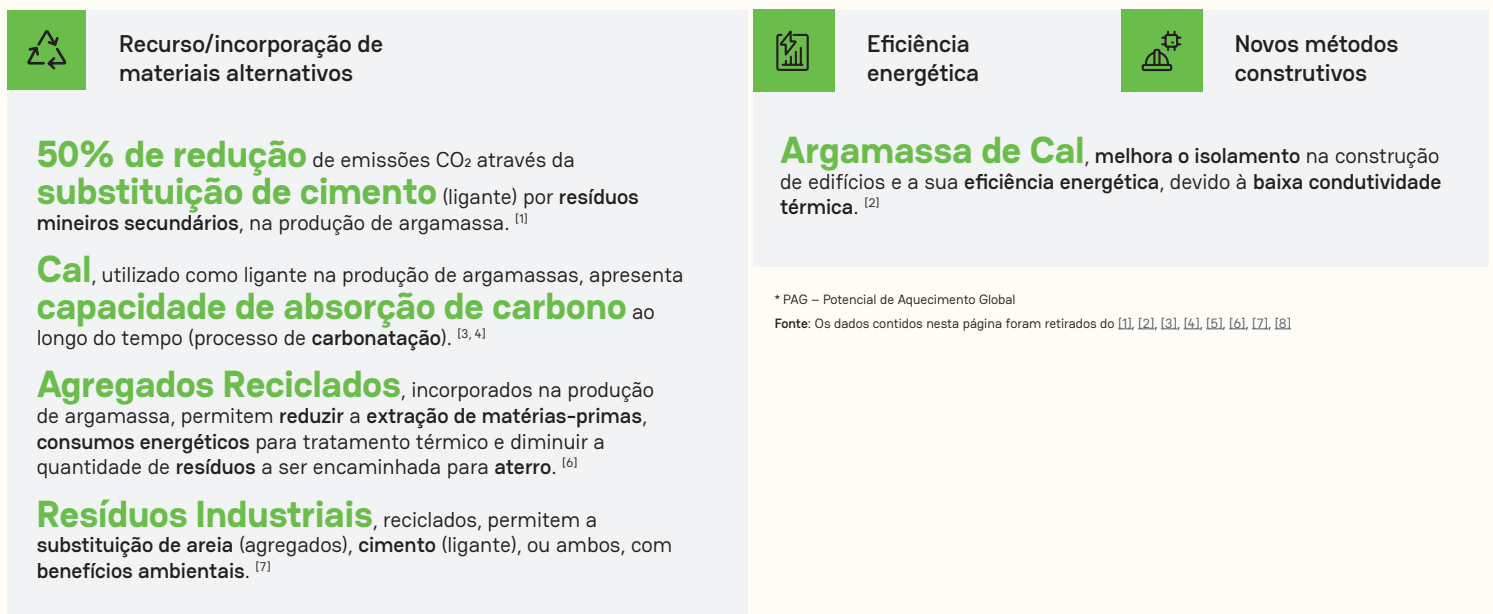 Recurso/incorporação de
materiais alternativos
50% de redução de emissões CO₂ através da
substituição de cimento (ligante) por resíduos
mineiros secundários, na produção de argamassa. [1]
Cal, utilizado como ligante na produção de argamassas, apresenta
capacidade de absorção de carbono ao
longo do tempo (processo de carbonatação). [3, 4]
Agregados Reciclados, incorporados na produção
de argamassa, permitem reduzir a extração de matérias-primas,
consumos energéticos para tratamento térmico e diminuir a
quantidade de resíduos a ser encaminhada para aterro. [6]
Resíduos Industriais, reciclados, permitem a
substituição de areia (agregados), cimento (ligante), ou ambos, com
benefícios ambientais. [7]
Eficiência
energética
Novos métodos
construtivos
Argamassa de Cal, melhora o isolamento na construção
de edifícios e a sua eficiência energética, devido à baixa condutividade
térmica. [2]
* PAG – Potencial de Aquecimento Global
Fonte: Os dados contidos nesta página foram retirados do [1], [2], [3], [4], [5], [6], [7], [8]